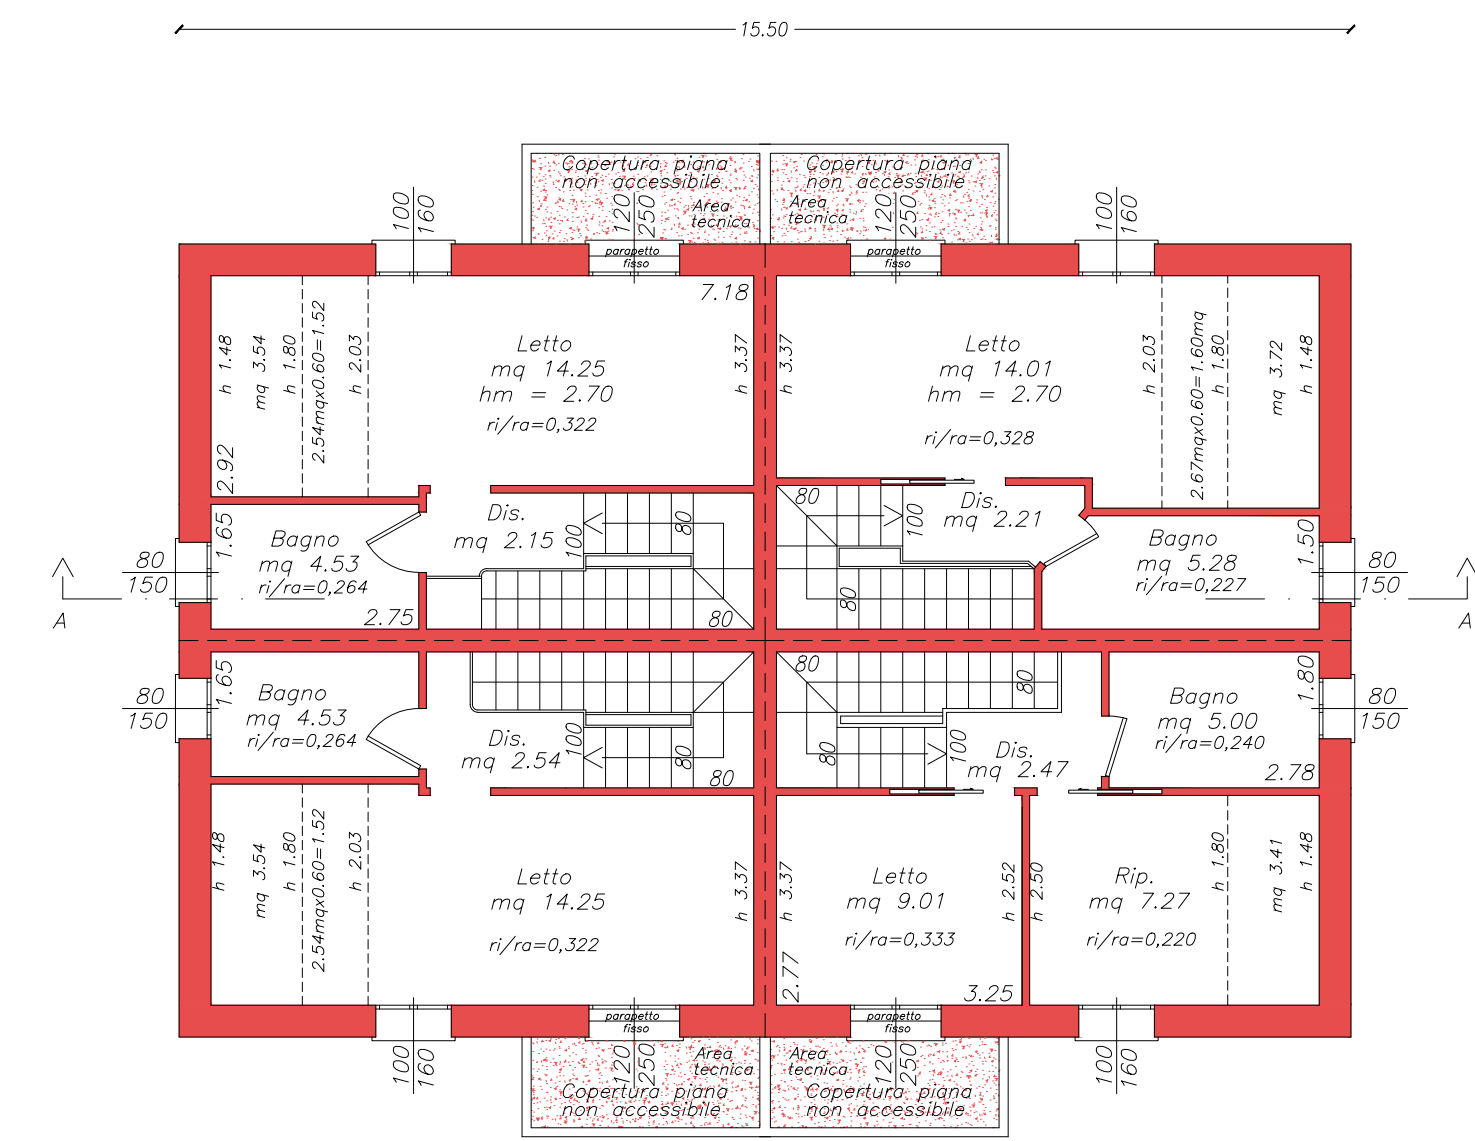 15.50
Copertura piana
non accessibile
Area
tecnica
Copertura piana
non accessibile
Area
tecnica
100
160
120
250
120
250
100
160
parapetto
fisso
parapetto
fisso
7.18
h 1.48
mq 3.54
h 1.80
2.54mqx0.60=1.52
h 2.03
Letto
mq 14.25
hm = 2.70
ri/ra=0,322
h 3.37
2.92
h 3.37
Letto
mq 14.01
hm = 2.70
ri/ra=0,328
h 2.03
2.67mqx0.60=1.60mq
h 1.80
mq 3.72
h 1.48
1.65
Bagno
mq 4.53
ri/ra=0,264
2.75
Dis.
mq 2.15
100
80
80
80
100
80
Dis.
mq 2.21
Bagno
mq 5.28
ri/ra=0,227
1.50
80
150
80
150
A
A
1.65
Bagno
mq 4.53
ri/ra=0,264
Dis.
mq 2.54
100
80
80
80
80
100
80
Dis.
mq 2.47
Bagno
mq 5.00
ri/ra=0,240
1.80
2.78
80
150
80
150
h 1.48
mq 3.54
h 1.80
2.54mqx0.60=1.52
h 2.03
Letto
mq 14.25
ri/ra=0,322
h 3.37
h 3.37
Letto
mq 9.01
ri/ra=0,333
2.77
3.25
h 2.52
h 2.50
Rip.
mq 7.27
ri/ra=0,220
h 1.80
mq 3.41
h 1.48
parapetto
fisso
parapetto
fisso
100
160
120
250
120
250
100
160
Area
tecnica
Copertura piana
non accessibile
Area
tecnica
Copertura piana
non accessibile